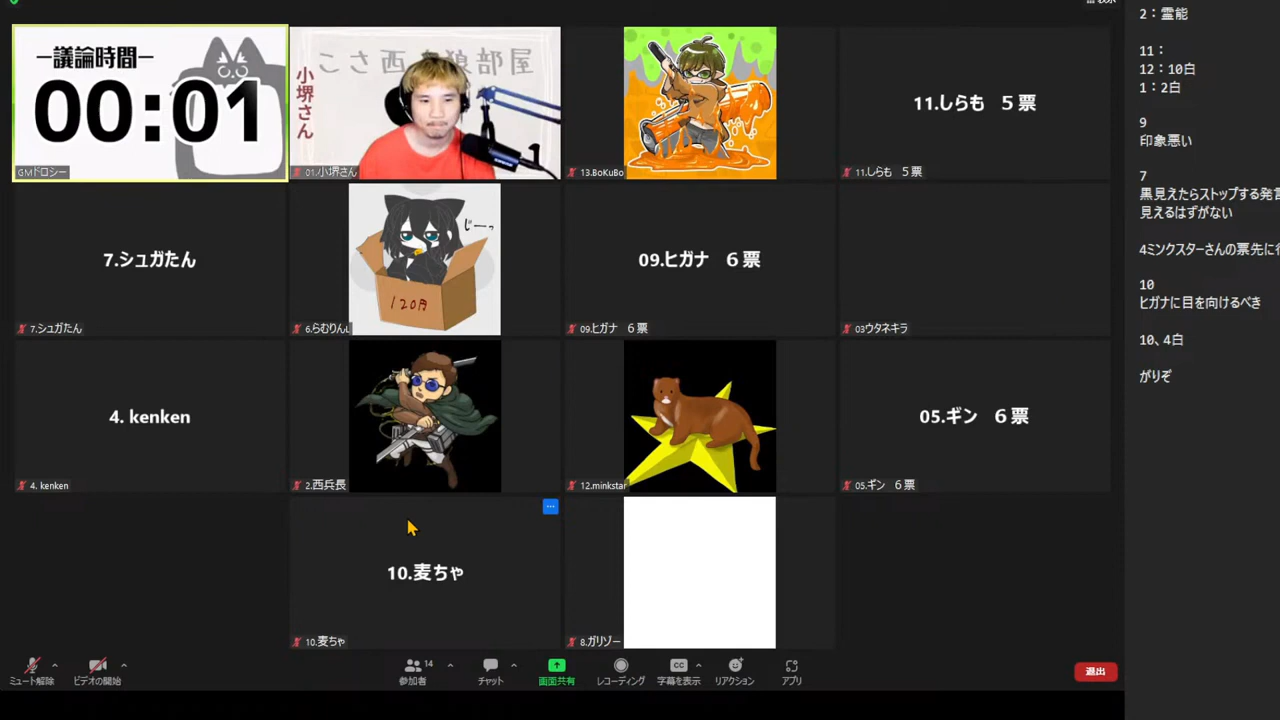 表示
ー議論時間ー
00:01
GMドロシー
小堺さん
01.小堺さん
13.BoKuBo
11.しらも 5票
11.しらも 5票
7.シュガたん
7.シュガたん
じーっ
120円
6.らむりん
09.ヒガナ 6票
09.ヒガナ 6票
03ウタネキラ
4. kenken
4. kenken
2.西兵長
12.minkstar
05.ギン 6票
05.ギン 6票
10.麦ちゃ
10.麦ちゃ
8.ガリゾー
ミュート解除
ビデオの開始
14
参加者
チャット
画面共有
レコーディング
字幕を表示
リアクション
アプリ
退出
2：霊能
11：
12：10白
1：2白
9
印象悪い
7
黒見えたらストップする発言
見えるはずがない
4ミンクスターさんの票先に
10
ヒガナに目を向けるべき
10、4白
がりぞ